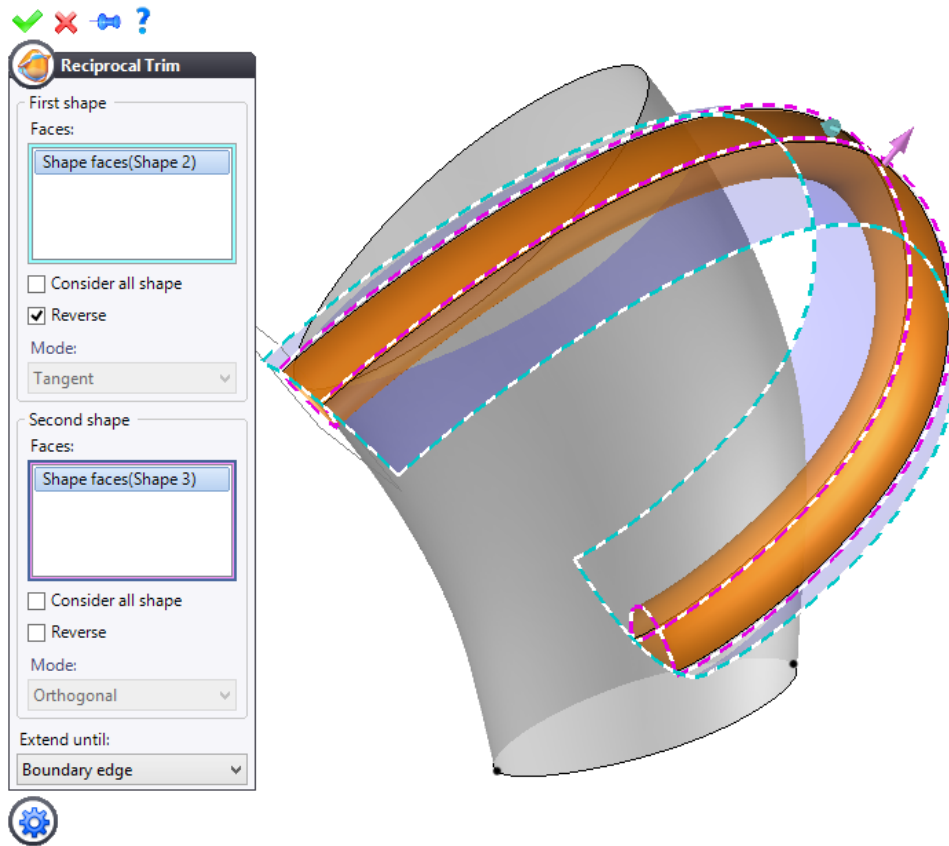 ?
Reciprocal Trim
First shape
Faces:
Shape faces(Shape 2)
Consider all shape
Reverse
Mode:
Tangent
Second shape
Faces:
Shape faces(Shape 3)
Consider all shape
Reverse
Mode:
Orthogonal
Extend until:
Boundary edge